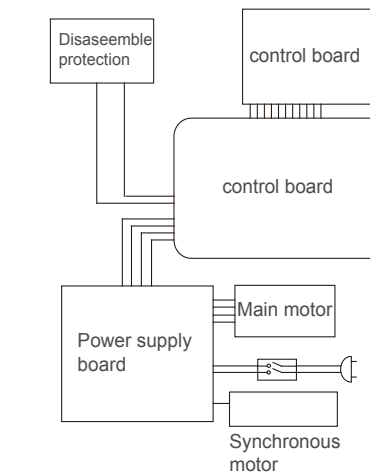 Disaseemble
protection
control board
control board
Main motor
Power supply
board
Synchronous
motor